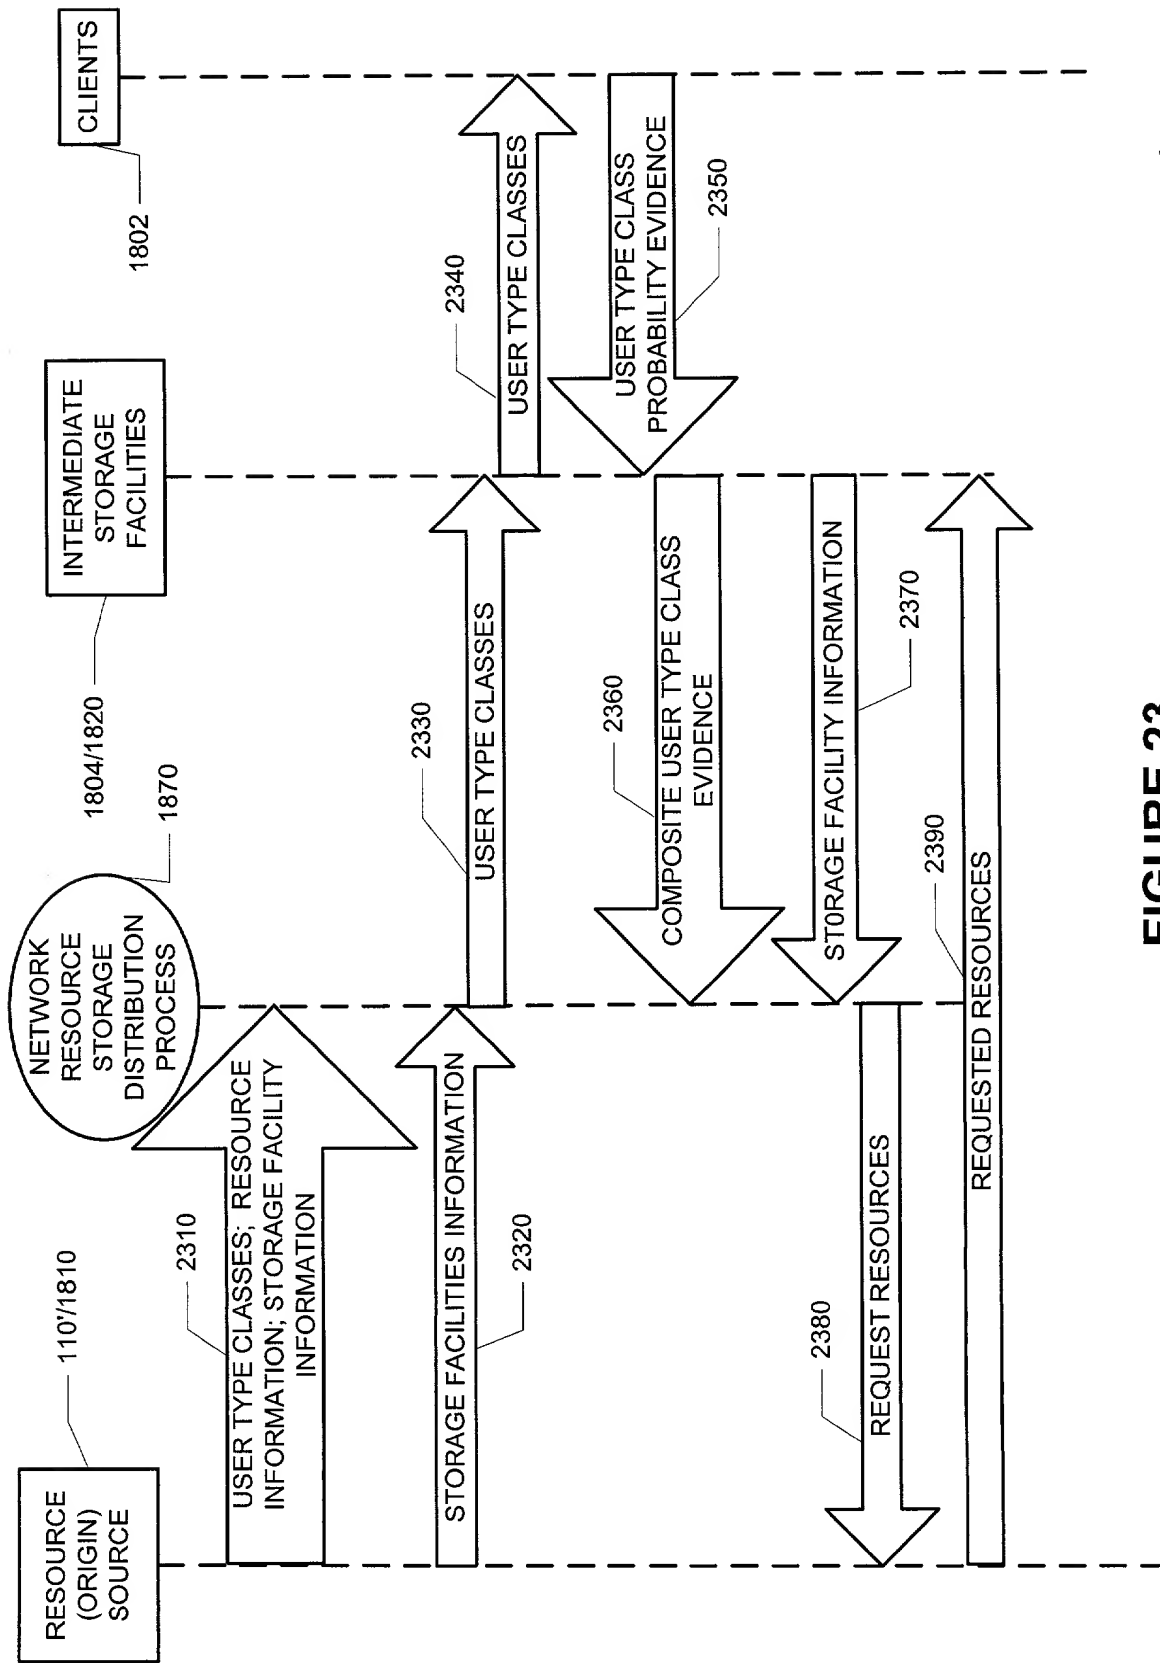 RESOURCE
(ORIGIN)
SOURCE
110'/1810
NETWORK
RESOURCE
STORAGE
DISTRIBUTION
PROCESS
1870
INTERMEDIATE
STORAGE
FACILITIES
1804/1820
CLIENTS
1802
2310
USER TYPE CLASSES; RESOURCE
INFORMATION; STORAGE FACILITY
INFORMATION
STORAGE FACILITIES INFORMATION
2320
2330
USER TYPE CLASSES
2340
USER TYPE CLASSES
USER TYPE CLASS
PROBABILITY EVIDENCE
2350
2360
COMPOSITE USER TYPE CLASS
EVIDENCE
STORAGE FACILITY INFORMATION
2370
2380
REQUEST RESOURCES
2390
REQUESTED RESOURCES
FIGURE 23